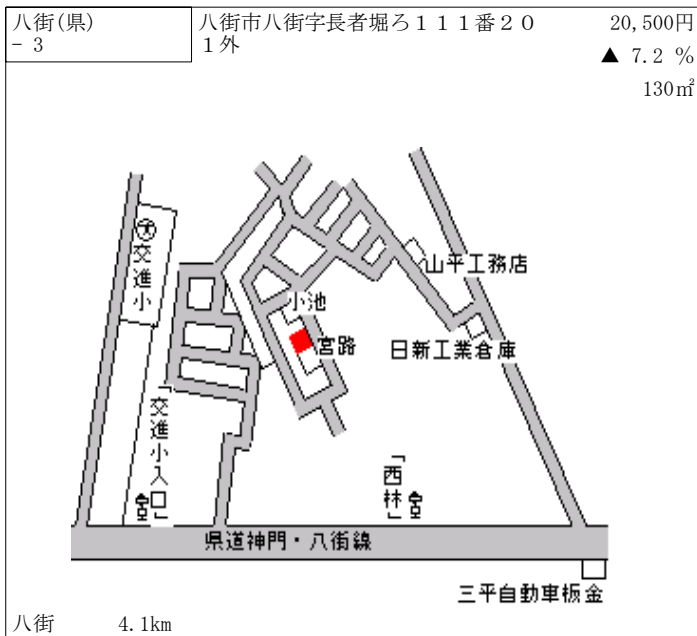 八街(県)
- 3
八街市八街字長者堀ろ111番20
1外
20,500円
▲ 7.2 %
130㎡
交進小
山平工務店
小池
宮路
日新工業倉庫
「交進小入口」
「西林」
県道神門・八街線
三平自動車板金
八街 4.1km